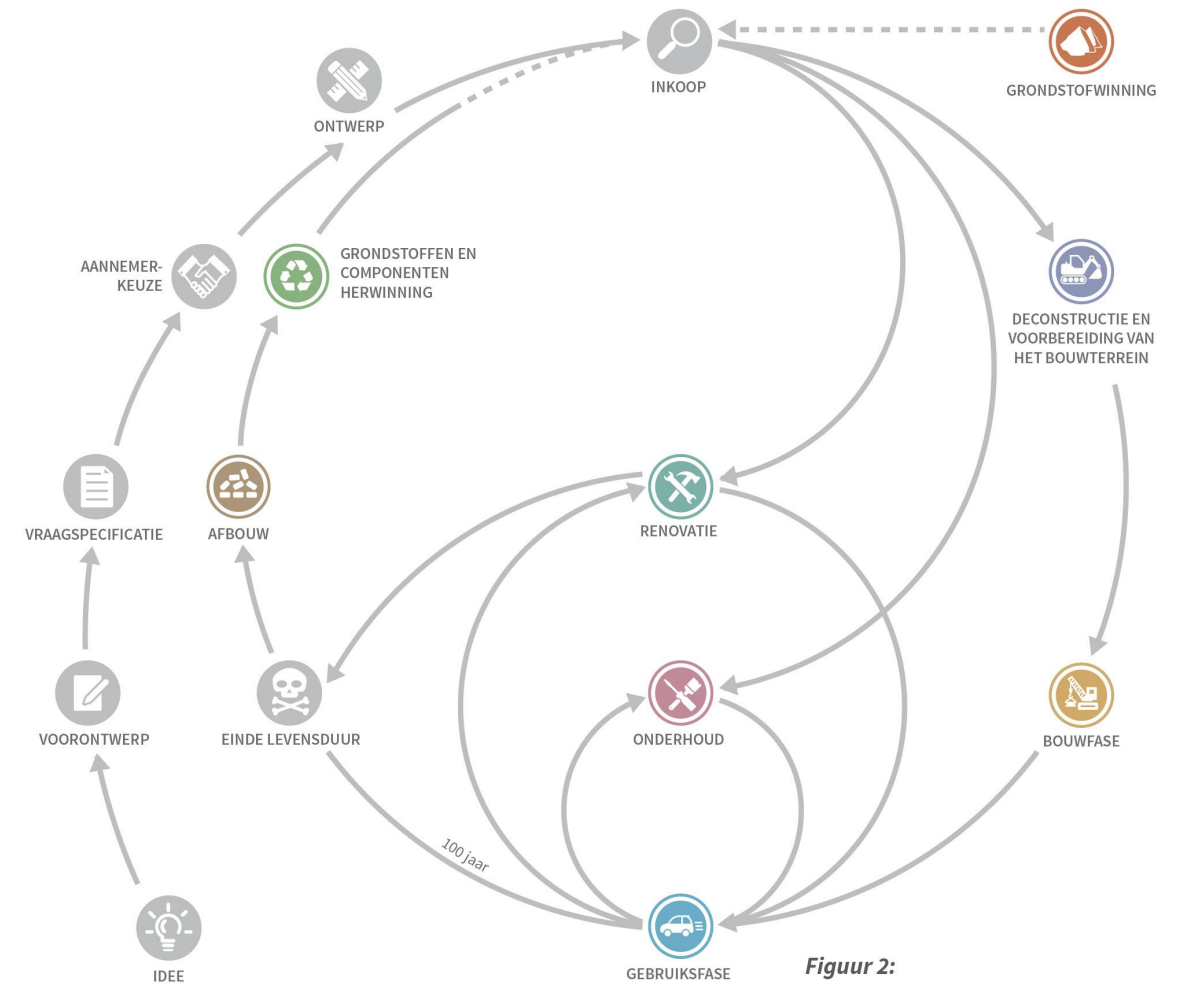 INKOOP
GRONDSTOFWINNING
ONTWERP
AANNEMER-
KEUZE
GRONDSTOFFEN EN
COMPONENTEN
HERWINNING
DECONSTRUCTIE EN
VOORBEREIDING VAN
HET BOUWTERREIN
VRAAGSPECIFICATIE
AFBOUW
RENOVATIE
VOORONTWERP
EINDE LEVENSDUUR
ONDERHOUD
BOUWFASE
100 jaar
IDEE
GEBRUIKSFASE
Figuur 2: